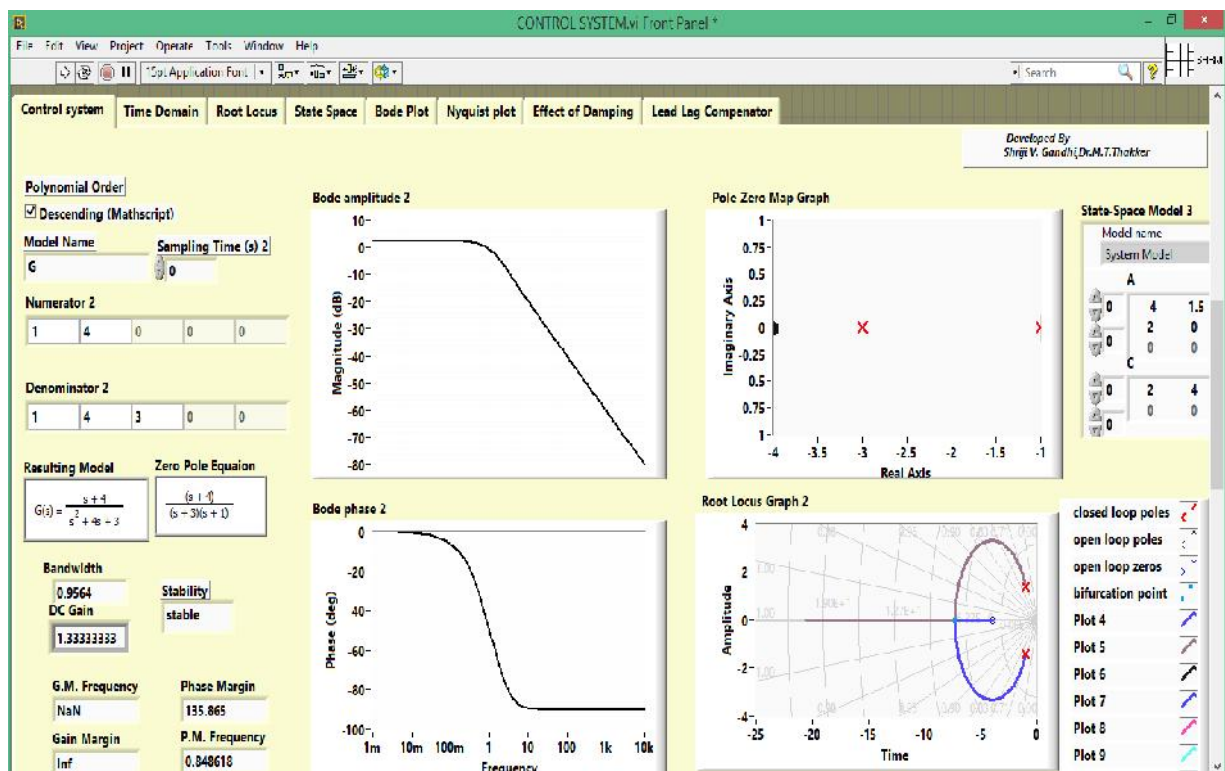 CONTROL SYSTEM.vi Front Panel *
File Edit View Project Operate Tools Window Help
15pt Application Font
Search
Control system Time Domain Root Locus State Space Bode Plot Nyquist plot Effect of Damping Lead Lag Compenator
Developed By
Shriji V. Gandhi,Dr.M.T.Thakker
Polynomial Order
Descending (Mathscript)
Model Name
Sampling Time (s) 2
G
0
Numerator 2
1 4 0 0 0
Denominator 2
1 4 3 0 0
Resulting Model
Zero Pole Equaion
G(s) = s+4
s² + 4s + 3
(s + 4)
(s + 3)(s + 1)
Bandwidth
0.9564
Stability
stable
DC Gain
1.33333333
G.M. Frequency
NaN
Phase Margin
135.865
Gain Margin
Inf
P.M. Frequency
0.848618
Bode amplitude 2
Magnitude (dB)
10
0
-10
-20
-30
-40
-50
-60
-70
-80
Bode phase 2
Phase (deg)
0
-20
-40
-60
-80
-100
1m 10m 100m 1 10 100 1k 10k
Frequency
Pole Zero Map Graph
Imaginary Axis
1
0.75
0.5
0.25
0
-0.25
0.5
0.75
1
-4 -3.5 -3 -2.5 -2 -1.5 -1
Real Axis
State-Space Model 3
Model name
System Model
A
0 4 1.5
2 0
0 0 0
C
0 2 4
0 0
0
Root Locus Graph 2
Amplitude
4
2
0
-2
-4
-25 -20 -15 -10 -5 0
Time
closed loop poles
open loop poles
open loop zeros
bifurcation point
Plot 4
Plot 5
Plot 6
Plot 7
Plot 8
Plot 9